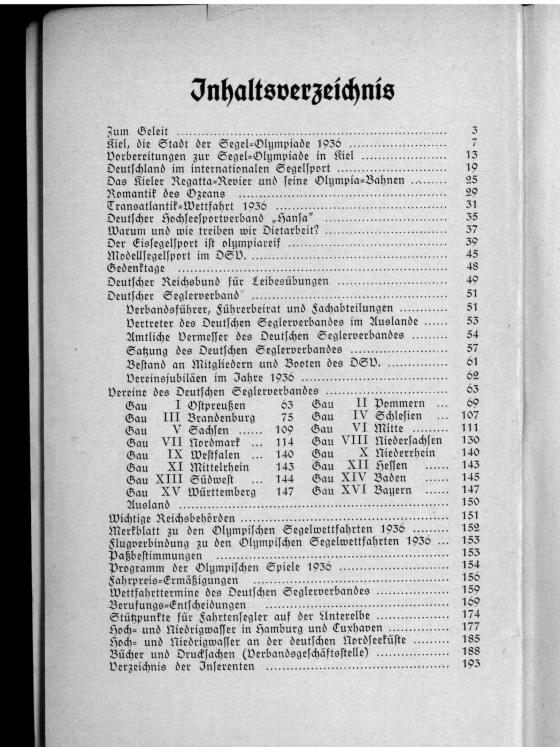 Inhaltsverzeichnis
Zum Geleit ........ 3
Kiel, die Stadt der Segel-Olympiade 1936 ........ 7
Vorbereitungen zur Segel-Olympiade in Kiel ........ 13
Deutschland im internationalen Segelsport ........ 19
Das Kieler Regatta-Revier und seine Olympia-Bahnen ........ 25
Romantik des Ozeans ........ 29
Transatlantik-Wettfahrt 1936 ........ 31
Deutscher Hochseesportverband „Hansa" ........ 35
Warum und wie treiben wir Dietarbeit? ........ 37
Der Eissegelsport ist olympiareif ........ 39
Modellsegelsport im DSV. ........ 45
Gedenktage ........ 48
Deutscher Reichsbund für Leibesübungen ........ 49
Deutscher Seglerverband ........ 51
Verbandsführer, Führerbeirat und Fachabteilungen ........ 51
Vertreter des Deutschen Seglerverbandes im Auslande ...... 53
Amtliche Vermesser des Deutschen Seglerverbandes ........ 54
Satzung des Deutschen Seglerverbandes ........ 57
Bestand an Mitgliedern und Booten des DSV. ........ 61
Vereinsjubiläen im Jahre 1936 ........ 62
Vereine des Deutschen Seglerverbandes ........ 63
Gau I Ostpreußen 63 Gau II Pommern ... 69
Gau III Brandenburg 75 Gau IV Schlesien ... 107
Gau V Sachsen ...... 109 Gau VI Mitte ........ 111
Gau VII Nordmark ... 114 Gau VIII Niedersachsen 130
Gau IX Westfalen ... 140 Gau X Niederrhein 140
Gau XI Mittelrhein 143 Gau XII Hessen ...... 143
Gau XIII Südwest ... 144 Gau XIV Baden ...... 145
Gau XV Württemberg 147 Gau XVI Bayern ...... 147
Ausland ........ 150
Wichtige Reichsbehörden ........ 151
Merkblatt zu den Olympischen Segelwettfahrten 1936 ........ 152
Flugverbindung zu den Olympischen Segelwettfahrten 1936 ... 153
Paßbestimmungen ........ 153
Programm der Olympischen Spiele 1936 ........ 154
Fahrpreis-Ermäßigungen ........ 156
Wettfahrttermine des Deutschen Seglerverbandes ........ 159
Berufungs-Entscheidungen ........ 169
Stützpunkte für Fahrtensegler auf der Unterelbe ........ 174
Hoch- und Niedrigwasser in Hamburg und Cuxhaven ........ 177
Hoch- und Niedrigwasser an der deutschen Nordseeküste ........ 185
Bücher und Drucksachen (Verbandsgeschäftsstelle) ........ 188
Verzeichnis der Inserenten ........ 193